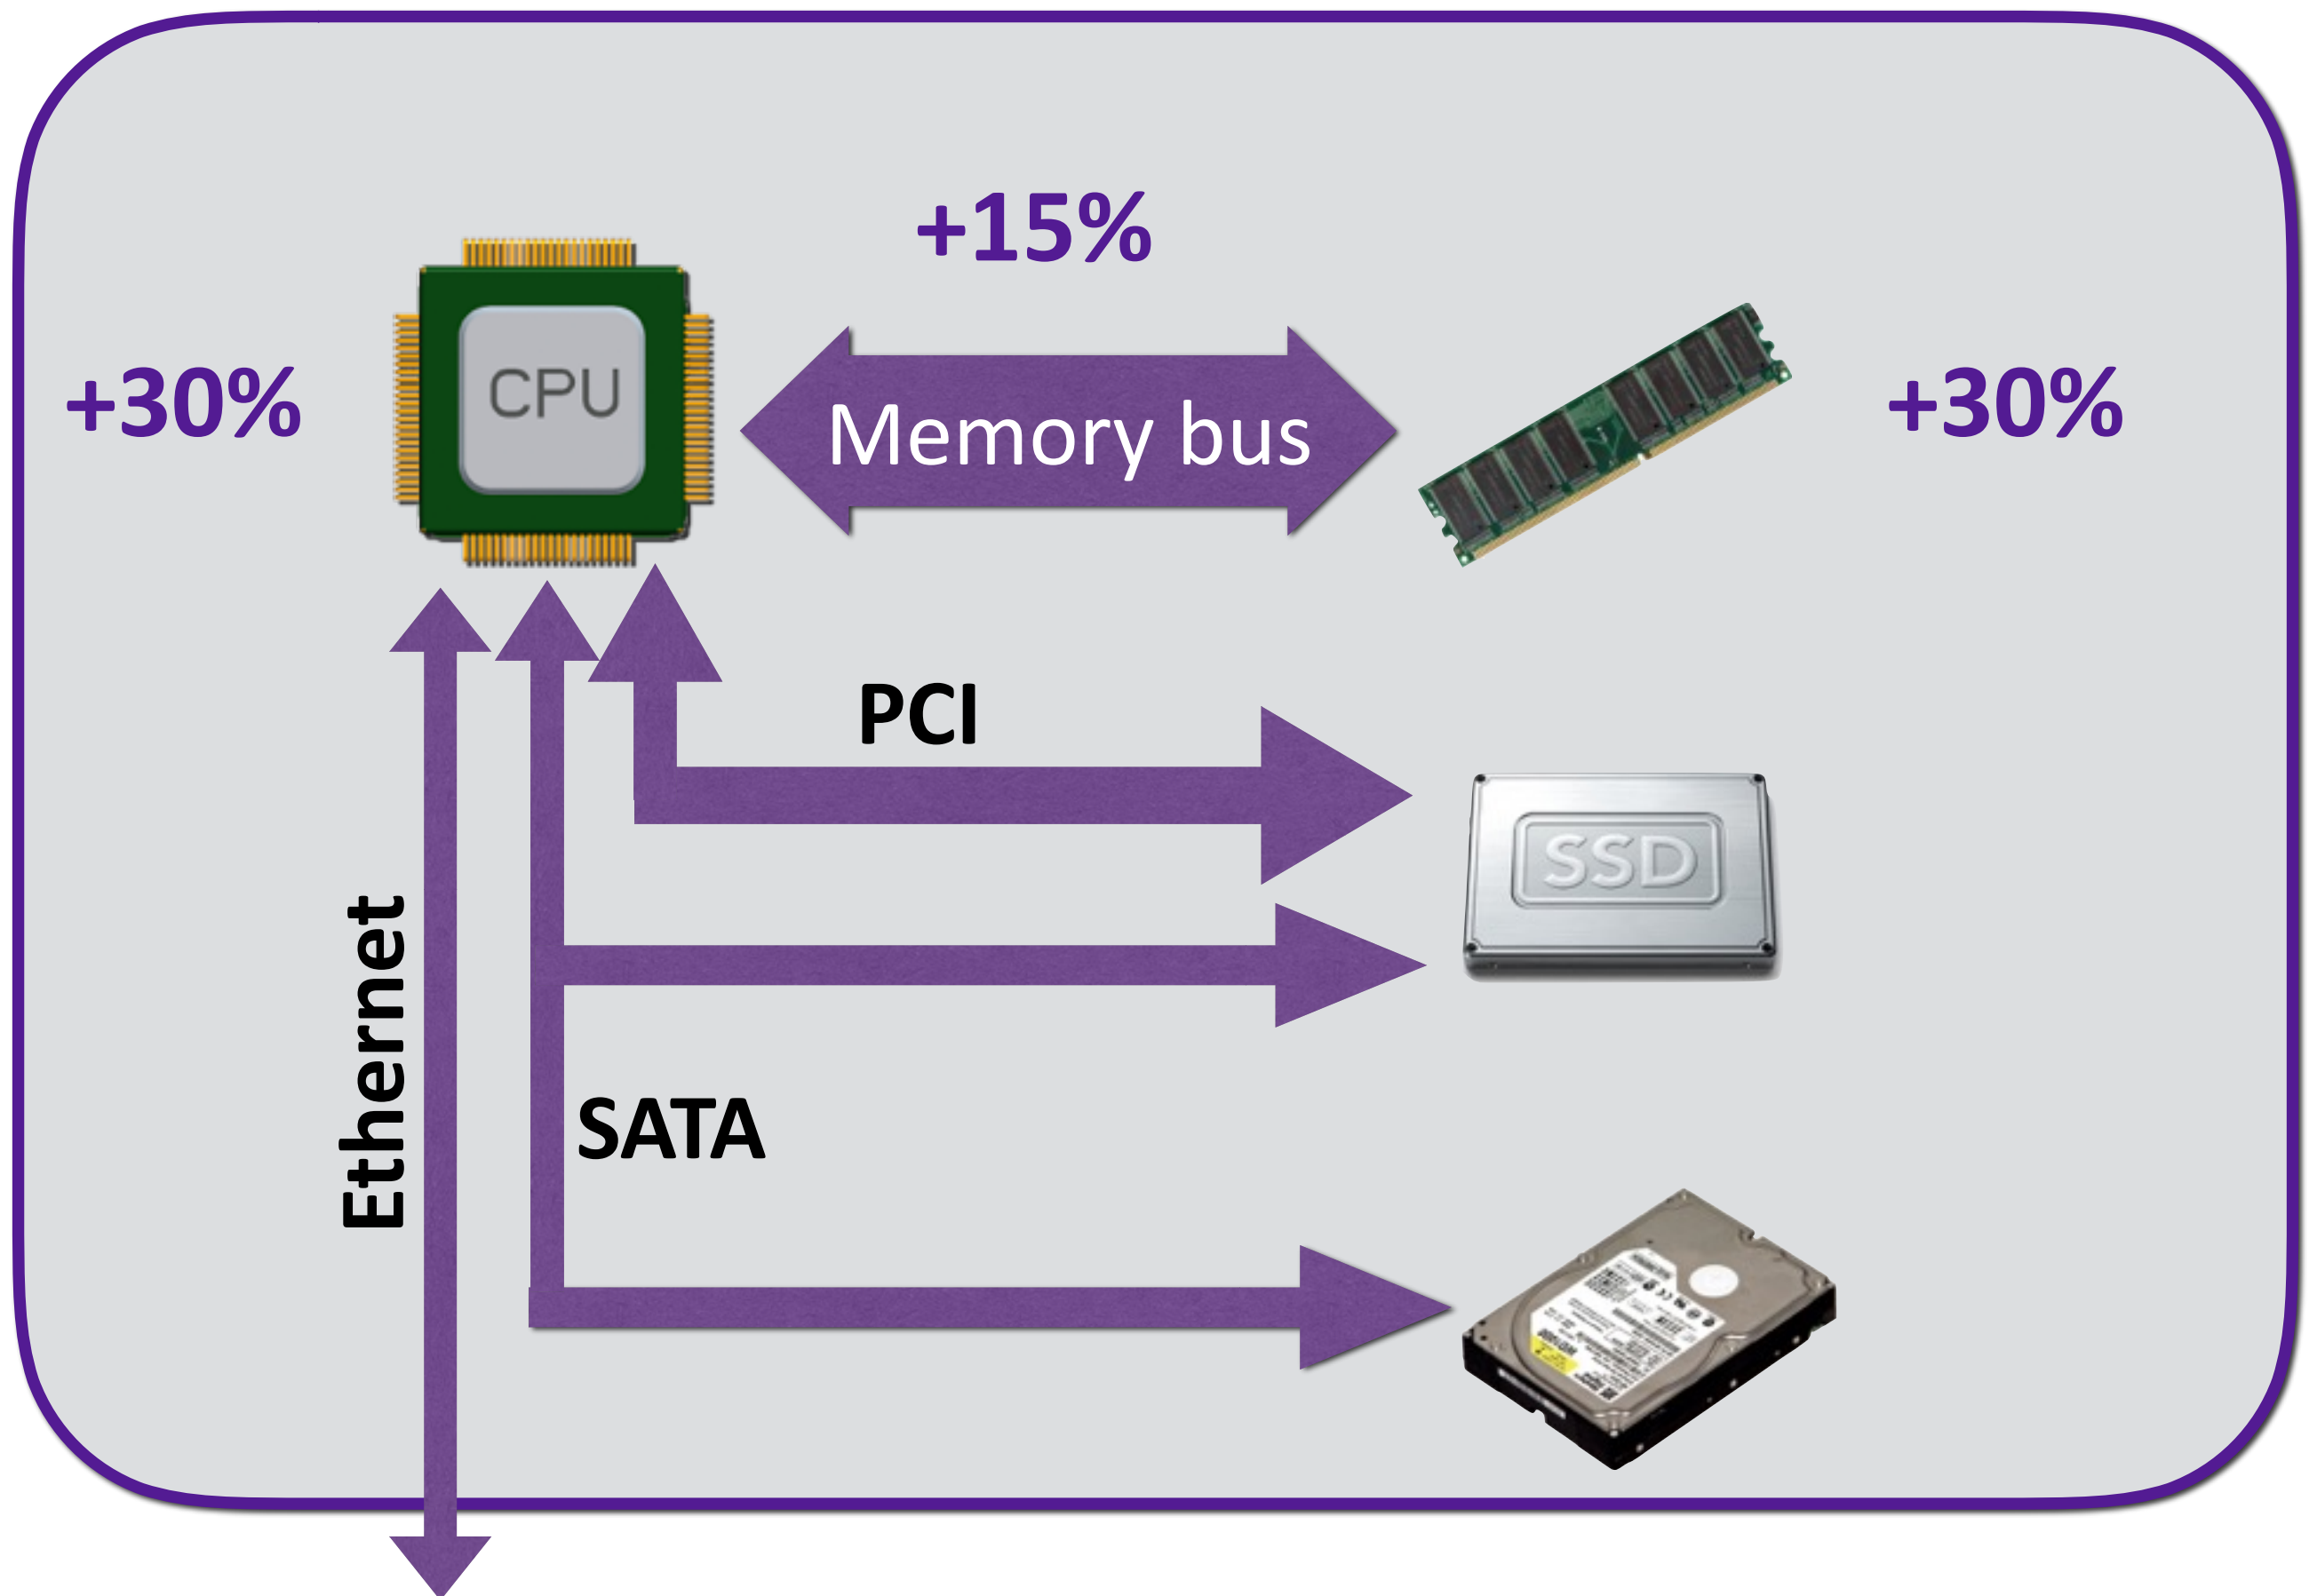 +15%
+30%
CPU
Memory bus
+30%
PCI
SSD
Ethernet
SATA